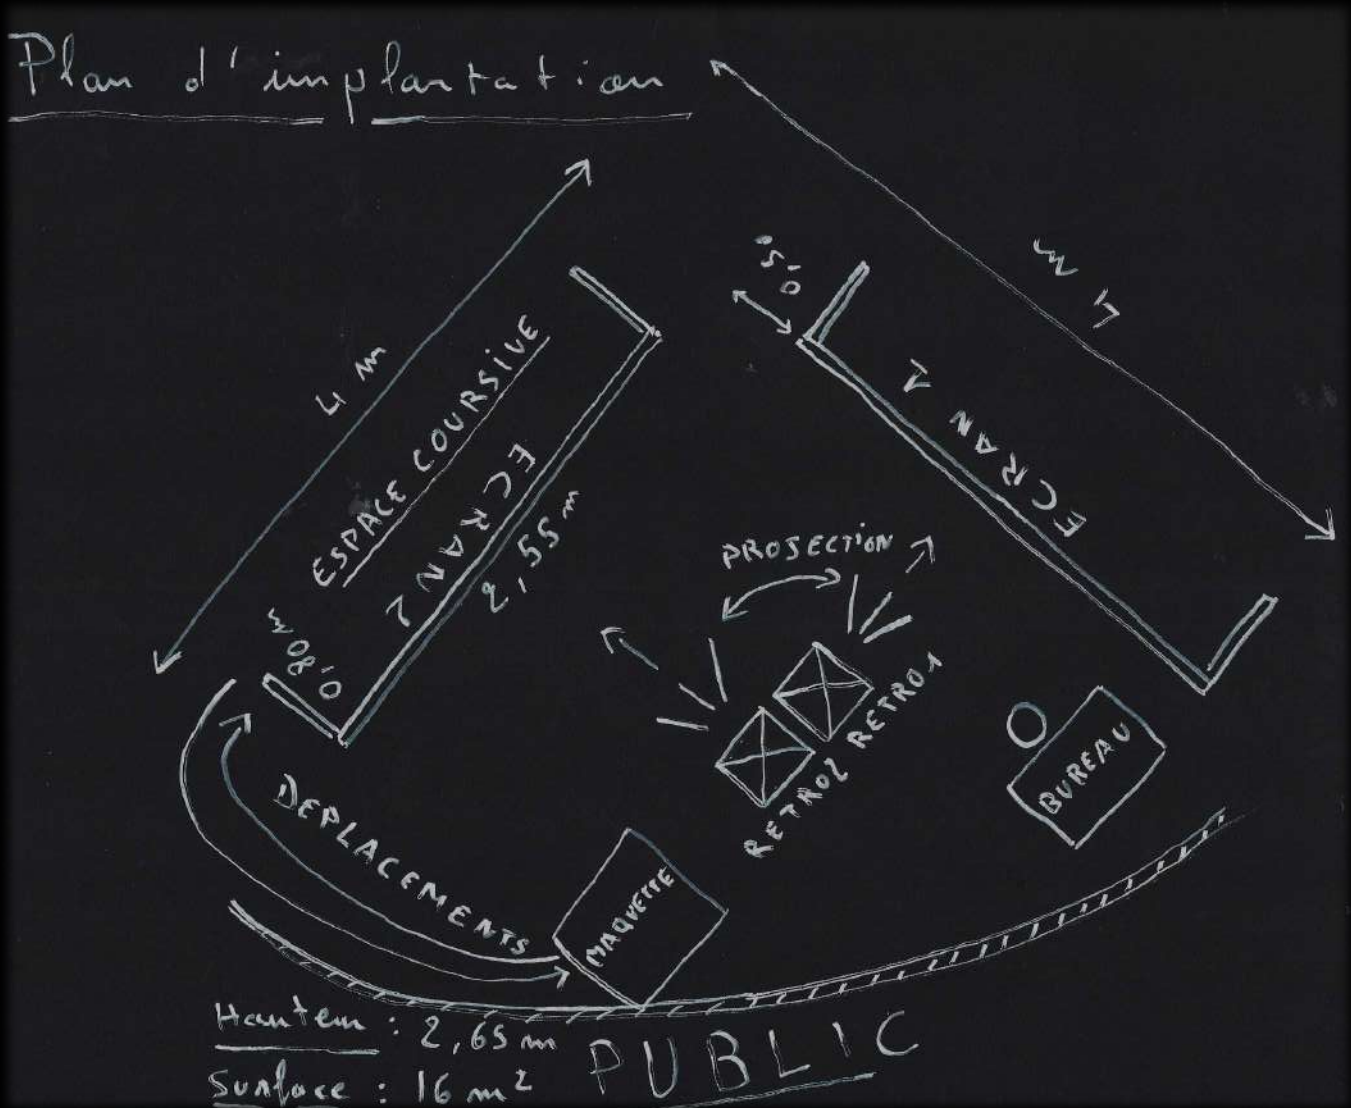 Plan d'implantation
4 m
0,5
4 m
ESPACE COURSIVE
ECRAN 2
2,55 m
0,80 m
ECRAN 1
PROJECTION
RETRO 1
RETRO 2
BUREAU
DEPLACEMENTS
MAQUETTE
Hauteur : 2,65 m
PUBLIC
Surface : 16 m²